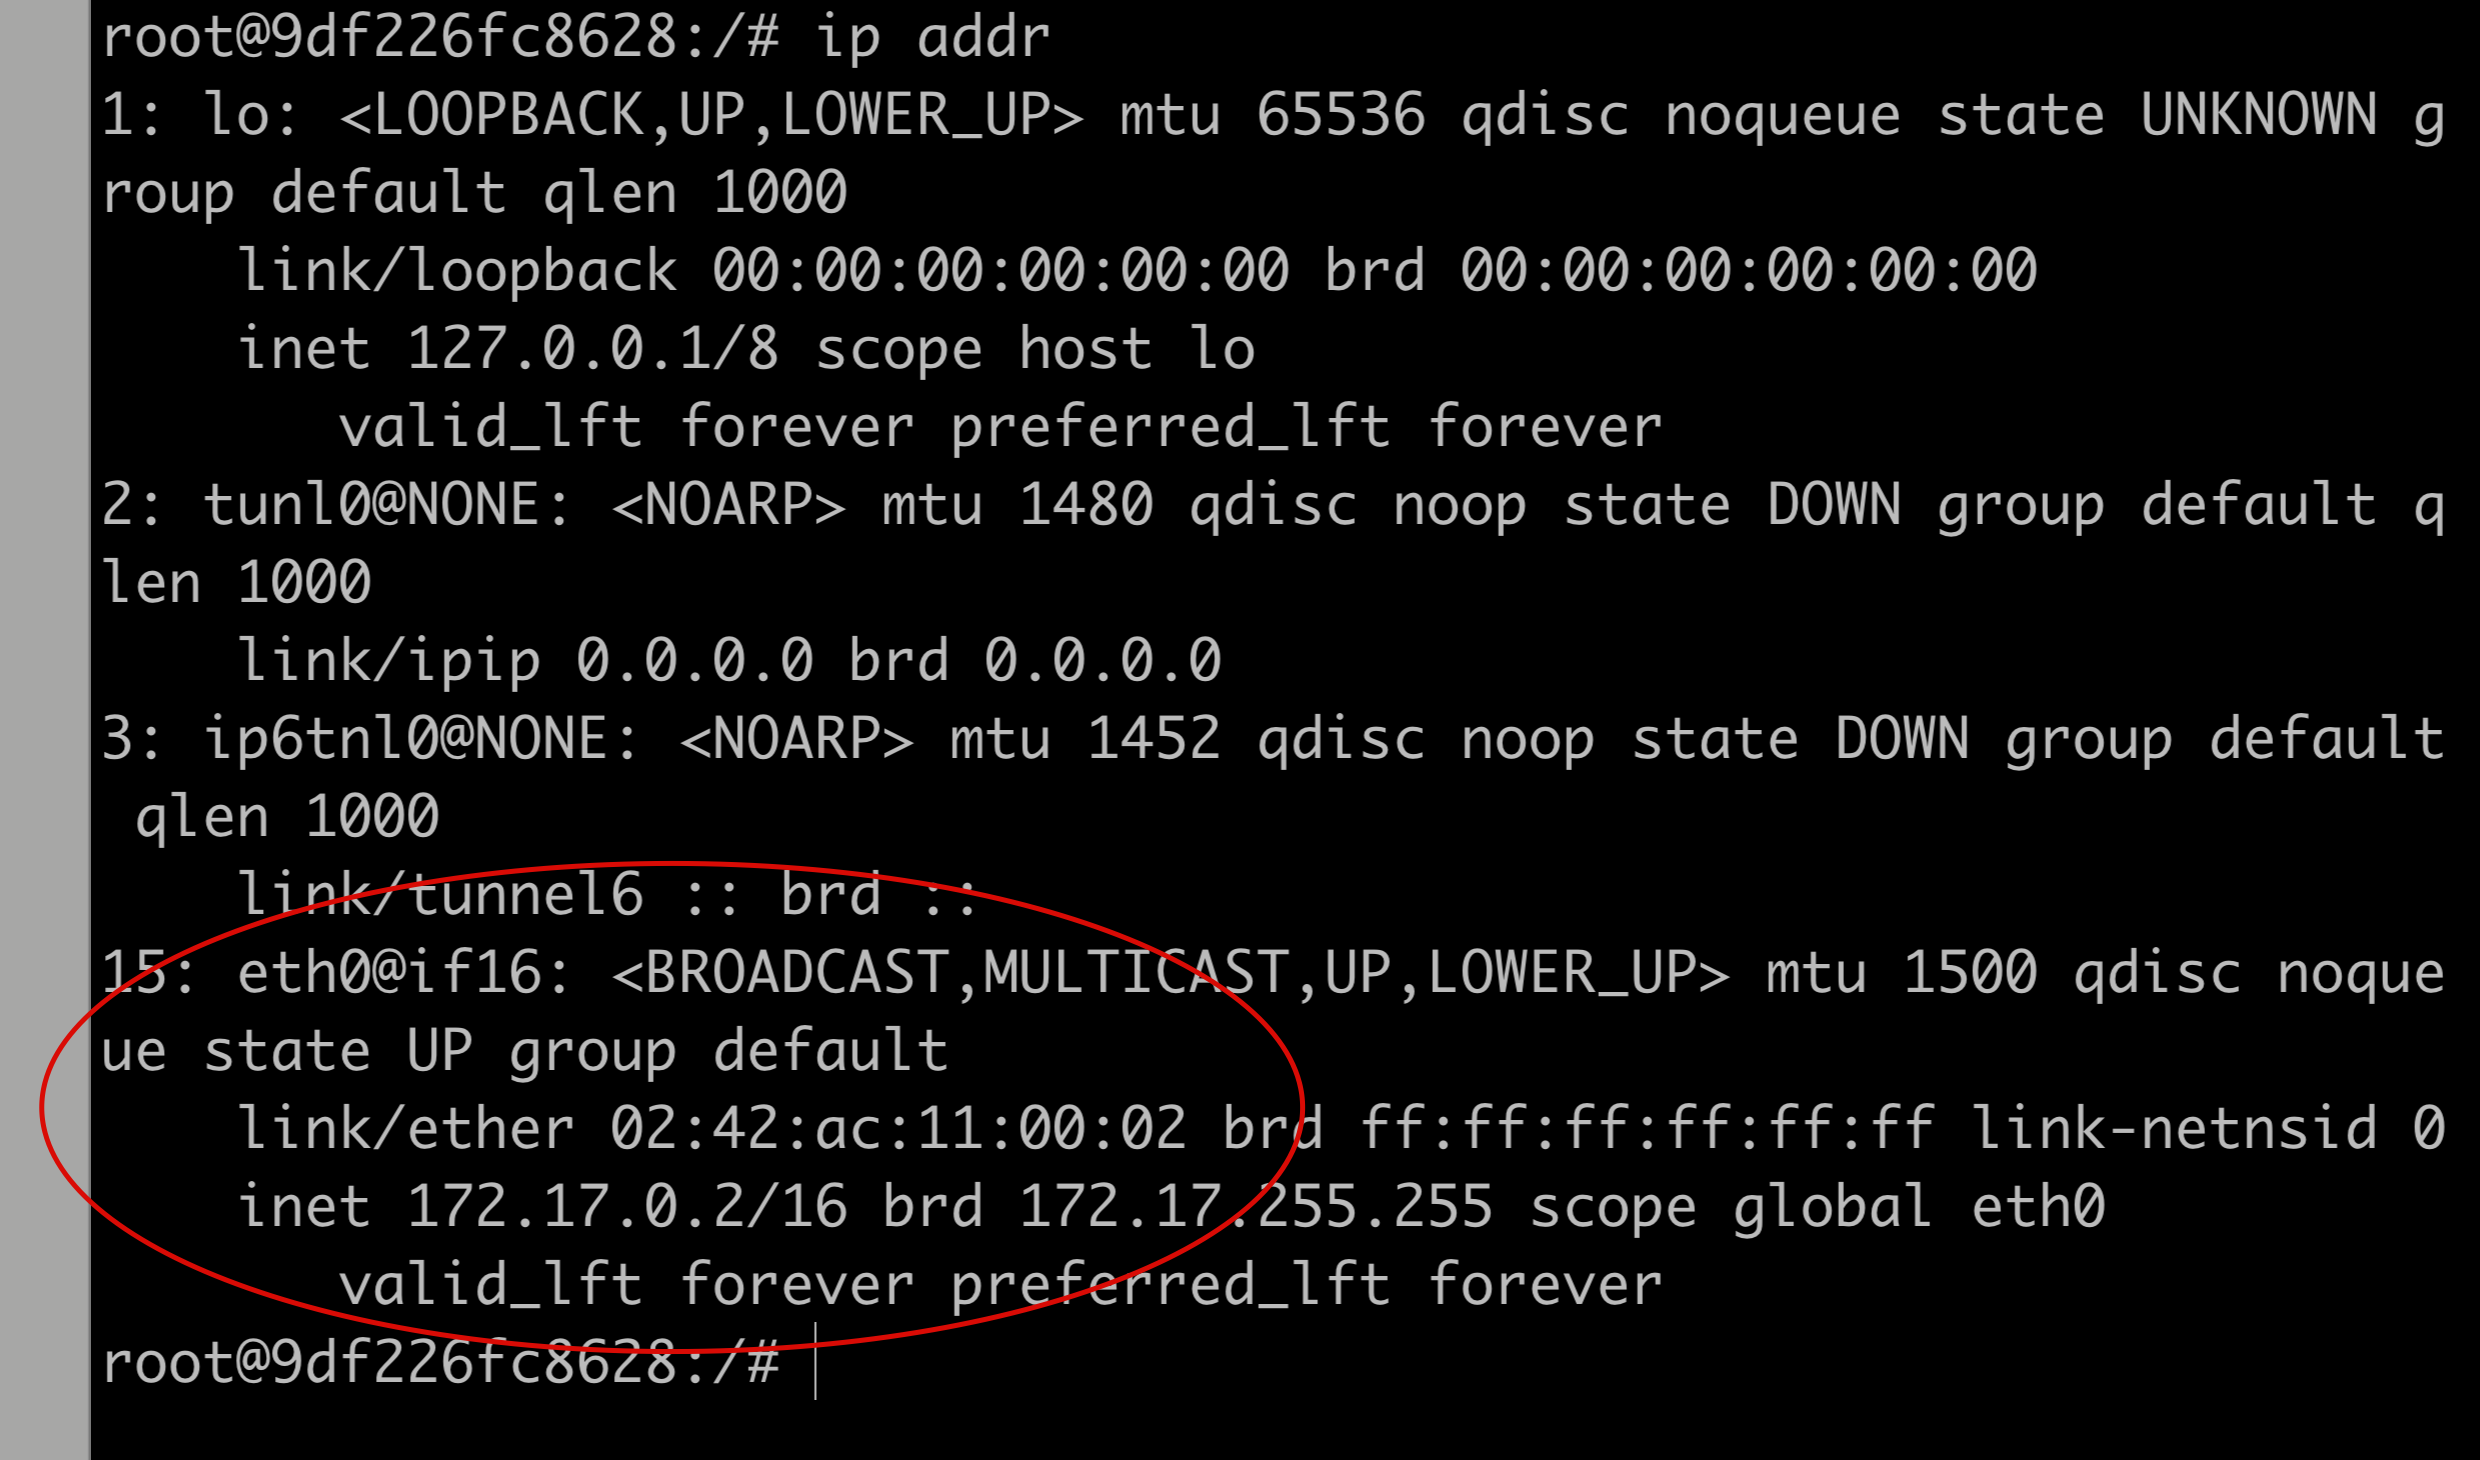 root@9df226fc8628:/# ip addr
1: lo: <LOOPBACK,UP,LOWER_UP> mtu 65536 qdisc noqueue state UNKNOWN g
roup default qlen 1000
    link/loopback 00:00:00:00:00:00 brd 00:00:00:00:00:00
    inet 127.0.0.1/8 scope host lo
       valid_lft forever preferred_lft forever
2: tunl0@NONE: <NOARP> mtu 1480 qdisc noop state DOWN group default q
len 1000
    link/ipip 0.0.0.0 brd 0.0.0.0
3: ip6tnl0@NONE: <NOARP> mtu 1452 qdisc noop state DOWN group default
 qlen 1000
    link/tunnel6 :: brd ::
15: eth0@if16: <BROADCAST,MULTICAST,UP,LOWER_UP> mtu 1500 qdisc noque
ue state UP group default
    link/ether 02:42:ac:11:00:02 brd ff:ff:ff:ff:ff:ff link-netnsid 0
    inet 172.17.0.2/16 brd 172.17.255.255 scope global eth0
       valid_lft forever preferred_lft forever
root@9df226fc8628:/#